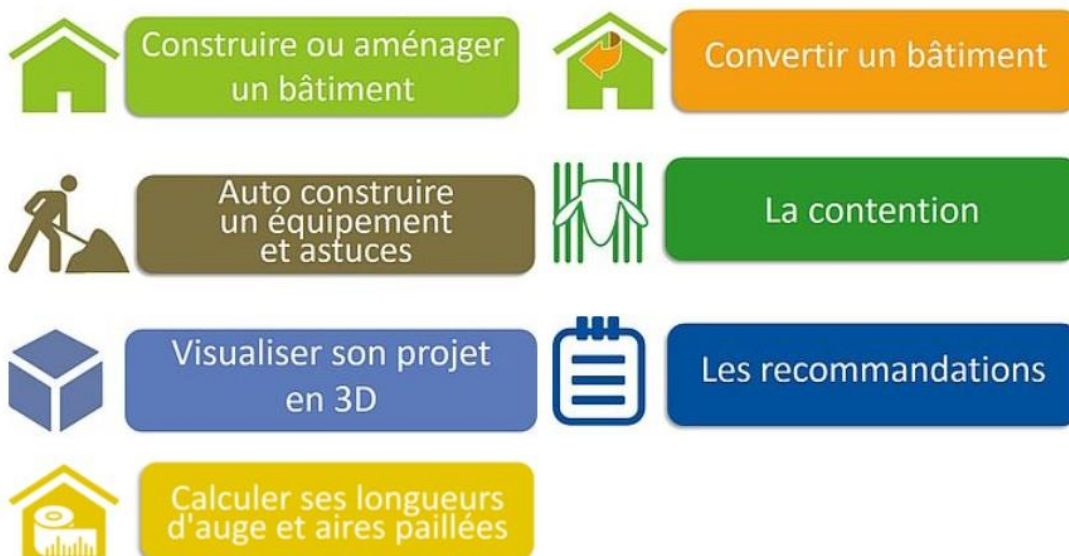 Construire ou aménager
un bâtiment
Convertir un bâtiment
Auto construire
un équipement
et astuces
La contention
Visualiser son projet
en 3D
Les recommandations
Calculer ses longueurs
d'auge et aires paillées